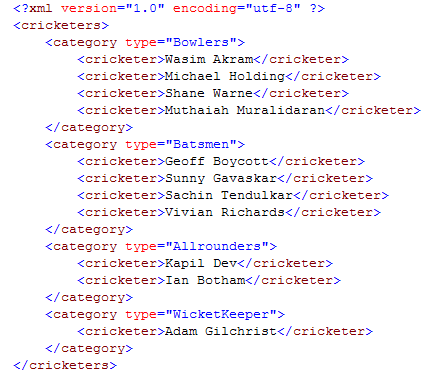 <?xml version="1.0" encoding="utf-8" ?>
<cricketers>
    <category type="Bowlers">
        <cricketer>Wasim Akram</cricketer>
        <cricketer>Michael Holding</cricketer>
        <cricketer>Shane Warne</cricketer>
        <cricketer>Muthaiah Muralidaran</cricketer>
    </category>
    <category type="Batsmen">
        <cricketer>Geoff Boycott</cricketer>
        <cricketer>Sunny Gavaskar</cricketer>
        <cricketer>Sachin Tendulkar</cricketer>
        <cricketer>Vivian Richards</cricketer>
    </category>
    <category type="Allrounders">
        <cricketer>Kapil Dev</cricketer>
        <cricketer>Ian Botham</cricketer>
    </category>
    <category type="WicketKeeper">
        <cricketer>Adam Gilchrist</cricketer>
    </category>
</cricketers>